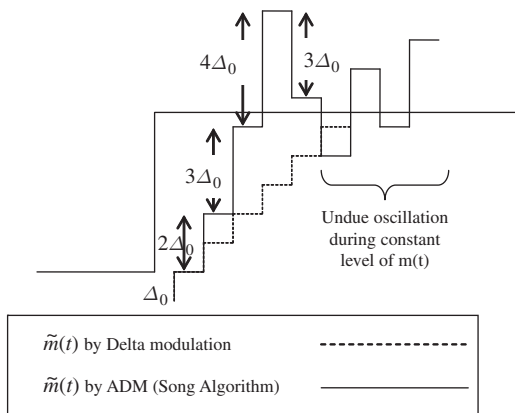 4Δ₀
3Δ₀
3Δ₀
2Δ₀
Δ₀
Undue oscillation
during constant
level of m(t)
m̃(t) by Delta modulation
m̃(t) by ADM (Song Algorithm)